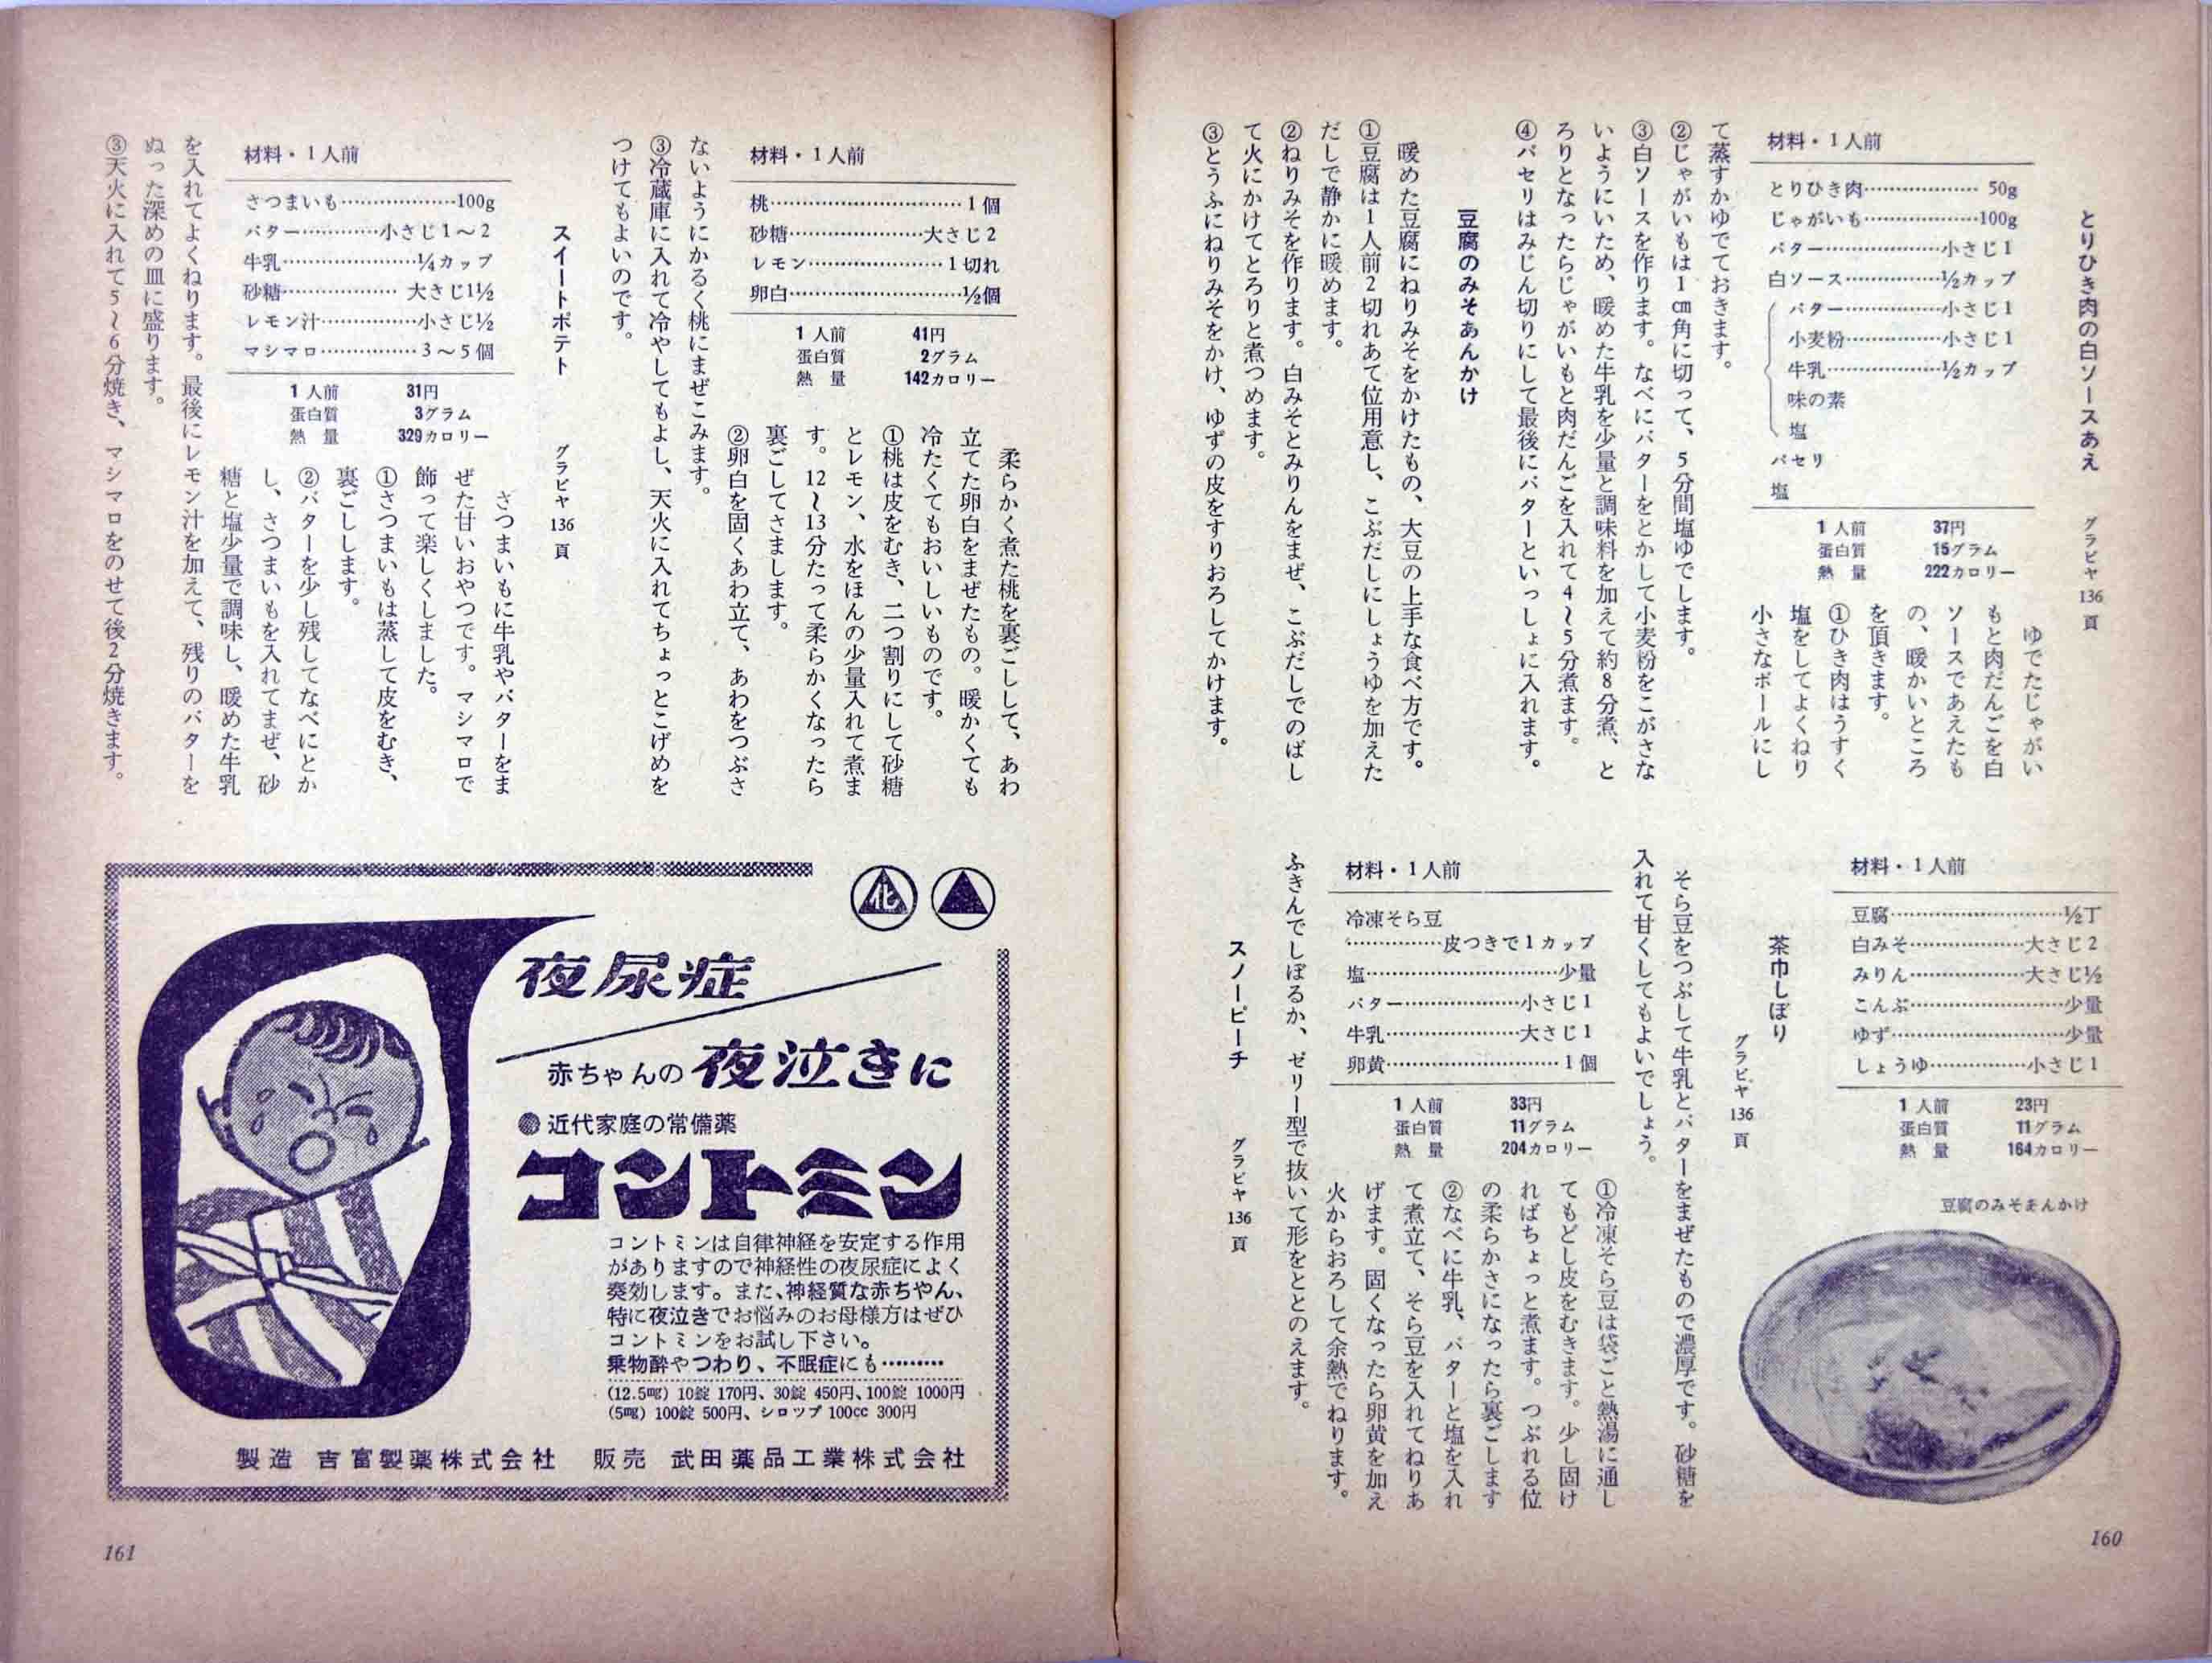 とりひき肉の白ソースあえ
グラビヤ136頁
材料・1人前
とりひき肉……………… 50g
じゃがいも………………100g
バター………………小さじ1
白ソース……………½カップ
バター……………小さじ1
小麦粉……………小さじ1
牛乳………………½カップ
味の素
塩
パセリ
塩
1人前 37円
蛋白質 15グラム
熱量 222カロリー
ゆでたじゃがい
もと肉だんごを白
ソースであえたも
の、暖かいところ
を頂きます。
①ひき肉はうすく
塩をしてよくねり
小さなボールにし
て蒸すかゆでておきます。
②じゃがいもは1㎝角に切って、5分間塩ゆでします。
③白ソースを作ります。なべにバターをとかして小麦粉をこがさな
いようにいため、暖めた牛乳を少量と調味料を加えて約8分煮、と
ろりとなったらじゃがいもと肉だんごを入れて4〜5分煮ます。
④パセリはみじん切りにして最後にバターといっしょに入れます。
豆腐のみそあんかけ
暖めた豆腐にねりみそをかけたもの、大豆の上手な食べ方です。
①豆腐は1人前2切れあて位用意し、こぶだしにしょうゆを加えた
だしで静かに暖めます。
②ねりみそを作ります。白みそとみりんをまぜ、こぶだしでのばし
て火にかけてとろりと煮つめます。
③とうふにねりみそをかけ、ゆずの皮をすりおろしてかけます。
材料・1人前
豆腐………………………½丁
白みそ………………大さじ2
みりん………………大さじ½
こんぶ……………………少量
ゆず………………………少量
しょうゆ……………小さじ1
1人前 23円
蛋白質 11グラム
熱量 164カロリー
豆腐のみそあんかけ
茶巾しぼり
グラビヤ136頁
そら豆をつぶして牛乳とバターをまぜたもので濃厚です。砂糖を
入れて甘くしてもよいでしょう。
材料・1人前
冷凍そら豆
……………皮つきで1カップ
塩…………………………少量
バター………………小さじ1
牛乳…………………大さじ1
卵黄………………………1個
1人前 33円
蛋白質 11グラム
熱量 204カロリー
①冷凍そら豆は袋ごと熱湯に通し
てもどし皮をむきます。少し固け
ればちょっと煮ます。つぶれる位
の柔らかさになったら裏ごします
②なべに牛乳、バターと塩を入れ
て煮立て、そら豆を入れてねりあ
げます。固くなったら卵黄を加え
火からおろして余熱でねります。
ふきんでしぼるか、ゼリー型で抜いて形をととのえます。
スノーピーチ
グラビヤ136頁
160
材料・1人前
桃…………………………1個
砂糖…………………大さじ2
レモン…………………1切れ
卵白………………………½個
1人前 41円
蛋白質 2グラム
熱量 142カロリー
柔らかく煮た桃を裏ごしして、あわ
立てた卵白をまぜたもの。暖かくても
冷たくてもおいしいものです。
①桃は皮をむき、二つ割りにして砂糖
とレモン、水をほんの少量入れて煮ま
す。12〜13分たって柔らかくなったら
裏ごしてさまします。
②卵白を固くあわ立て、あわをつぶさ
ないようにかるく桃にまぜこみます。
③冷蔵庫に入れて冷やしてもよし、天火に入れてちょっとこげめを
つけてもよいのです。
スイートポテト
グラビヤ136頁
材料・1人前
さつまいも………………100g
バター…………小さじ1〜2
牛乳…………………¼カップ
砂糖……………… 大さじ1½
レモン汁……………小さじ½
マシマロ……………3〜5個
1人前 31円
蛋白質 3グラム
熱量 329カロリー
さつまいもに牛乳やバターをま
ぜた甘いおやつです。マシマロで
飾って楽しくしました。
①さつまいもは蒸して皮をむき、
裏ごしします。
②バターを少し残してなべにとか
し、さつまいもを入れてまぜ、砂
糖と塩少量で調味し、暖めた牛乳
を入れてよくねります。最後にレモン汁を加えて、残りのバターを
ぬった深めの皿に盛ります。
③天火に入れて5〜6分焼き、マシマロをのせて後2分焼きます。
化
夜尿症
赤ちゃんの夜泣きに
●近代家庭の常備薬
コントミン
コントミンは自律神経を安定する作用
がありますので神経性の夜尿症によく
奏効します。また、神経質な赤ちやん、
特に夜泣きでお悩みのお母様方はぜひ
コントミンをお試し下さい。
乗物酔やつわり、不眠症にも………
(12.5㎎) 10錠 170円、30錠 450円、100錠 1000円
(5㎎) 100錠 500円、シロツプ 100cc 300円
製造 吉富製薬株式会社 販売 武田薬品工業株式会社
161